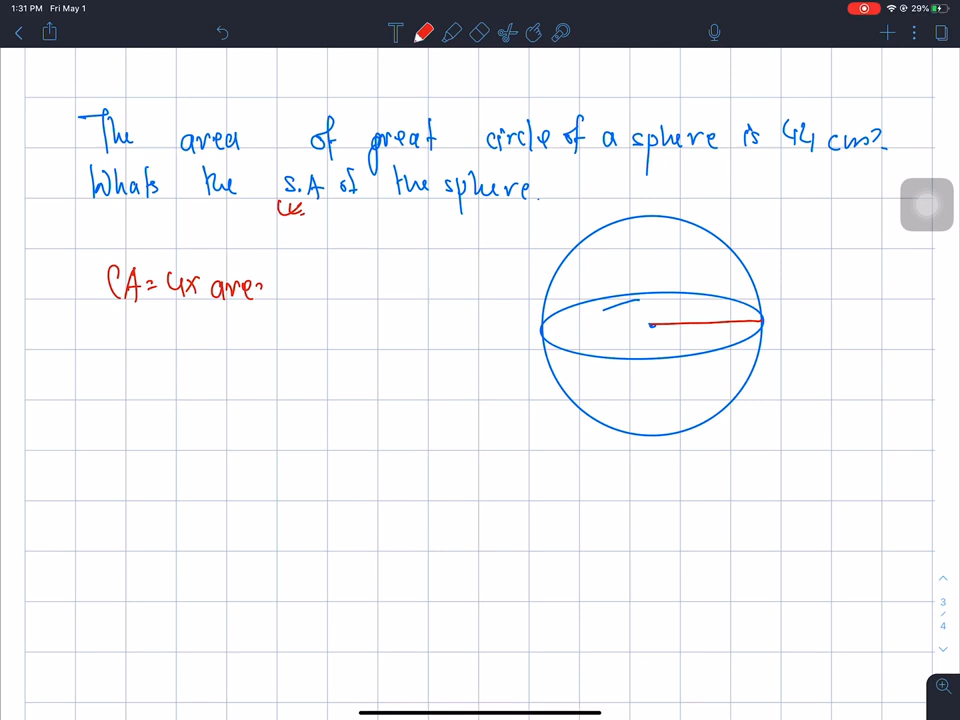 1:31 PM Fri May 1
29%
T
The area of great circle of a sphere is 44 cm2
Whats the S.A of the sphere.
SA = 4x are
3
4